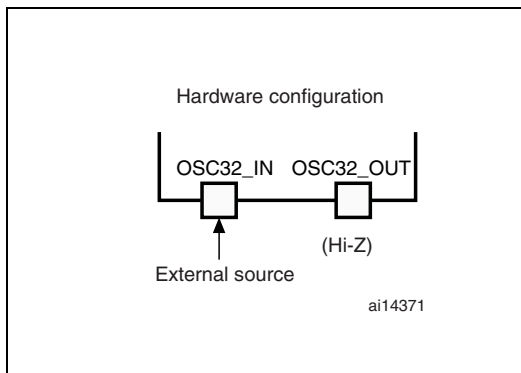 Hardware configuration
OSC32_IN OSC32_OUT
(Hi-Z)
External source
ai14371